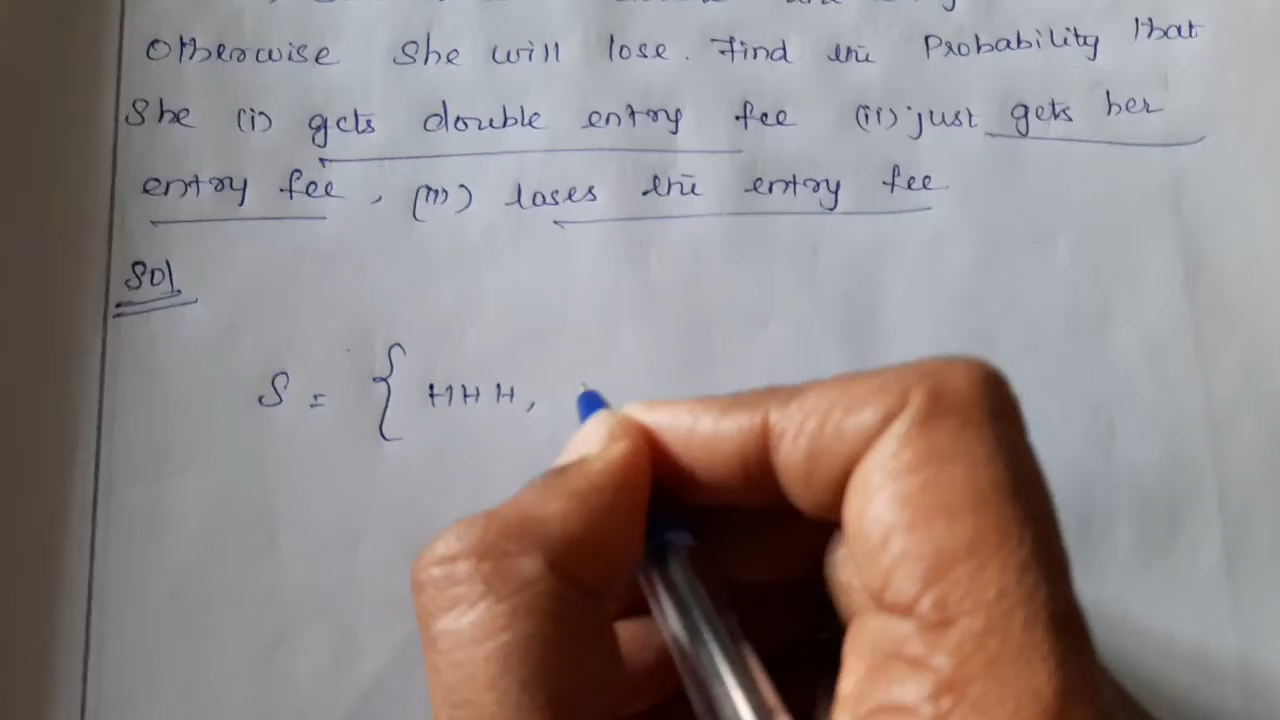 otherwise she will lose. Find the Probability that
she (i) gets double entry fee (ii) just gets her
entry fee, (iii) loses the entry fee.
Sol
S = { HHH,